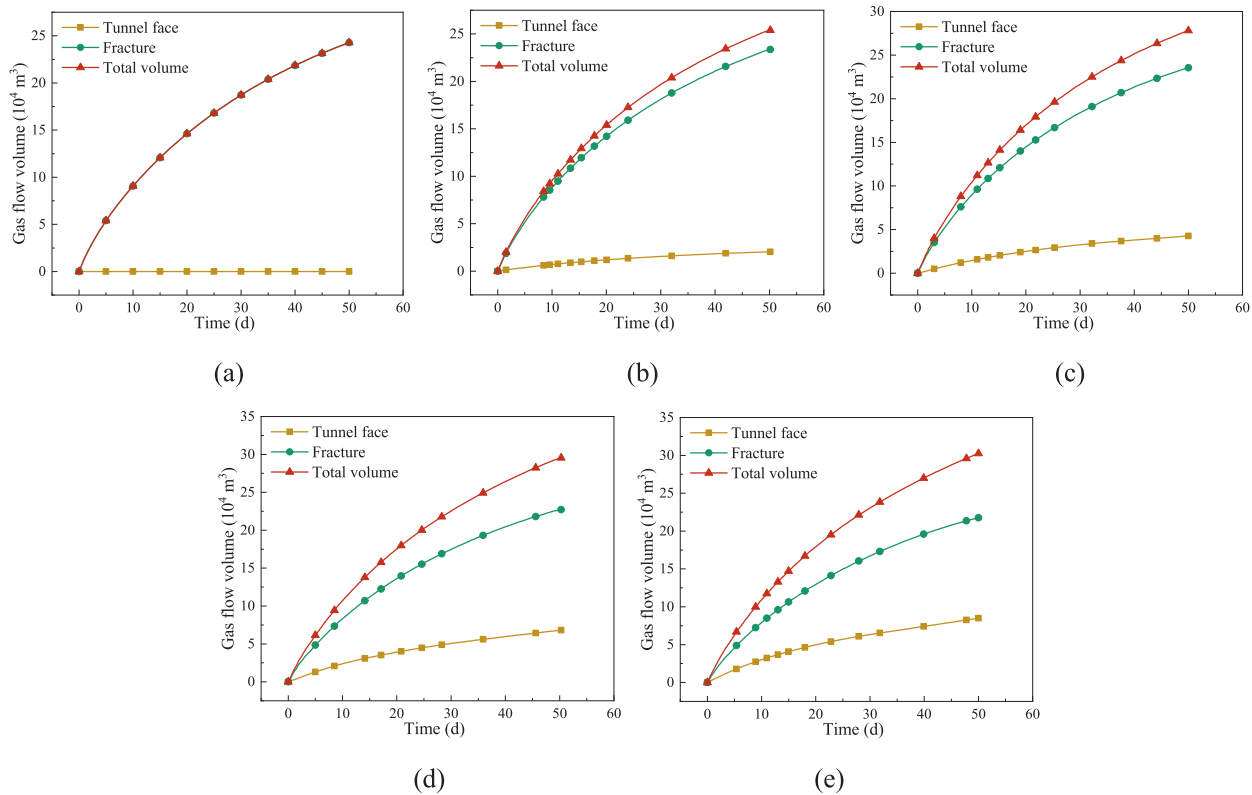 Gas flow volume (10⁴ m³)
25
20
15
10
5
0
Tunnel face
Fracture
Total volume
0 10 20 30 40 50 60
Time (d)
(a)
Gas flow volume (10⁴ m³)
25
20
15
10
5
0
Tunnel face
Fracture
Total volume
0 10 20 30 40 50 60
Time (d)
(b)
Gas flow volume (10⁴ m³)
30
25
20
15
10
5
0
Tunnel face
Fracture
Total volume
0 10 20 30 40 50 60
Time (d)
(c)
Gas flow volume (10⁴ m³)
35
30
25
20
15
10
5
0
Tunnel face
Fracture
Total volume
0 10 20 30 40 50 60
Time (d)
(d)
Gas flow volume (10⁴ m³)
35
30
25
20
15
10
5
0
Tunnel face
Fracture
Total volume
0 10 20 30 40 50 60
Time (d)
(e)